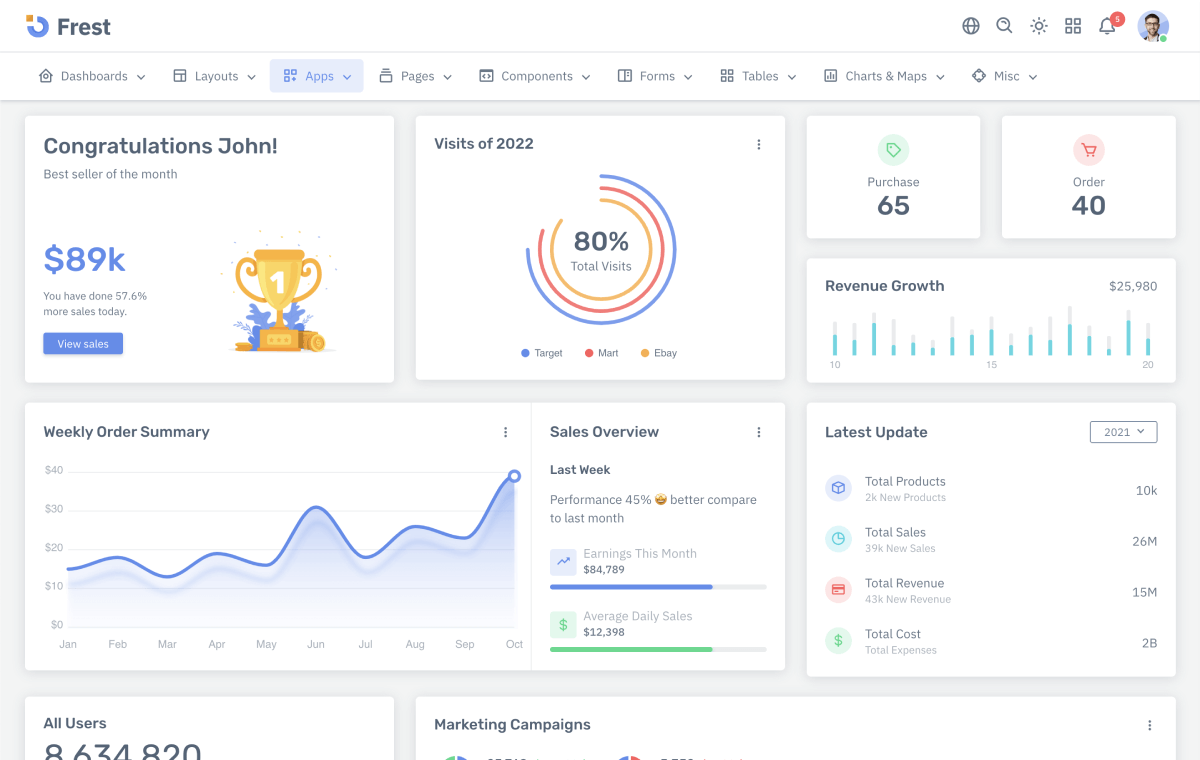 Frest
5
Dashboards
Layouts
Apps
Pages
Components
Forms
Tables
Charts & Maps
Misc
Congratulations John!
Best seller of the month
$89k
You have done 57.6%
more sales today.
View sales
1
Visits of 2022
80%
Total Visits
Target
Mart
Ebay
Purchase
65
Order
40
Revenue Growth
$25,980
10
15
20
Weekly Order Summary
$40
$30
$20
$10
$0
Jan
Feb
Mar
Apr
May
Jun
Jul
Aug
Sep
Oct
Sales Overview
Last Week
Performance 45% 🤩 better compare
to last month
Earnings This Month
$84,789
$
Average Daily Sales
$12,398
Latest Update
2021
Total Products
2k New Products
10k
Total Sales
39k New Sales
26M
Total Revenue
43k New Revenue
15M
$
Total Cost
Total Expenses
2B
All Users
8,634,820
Marketing Campaigns